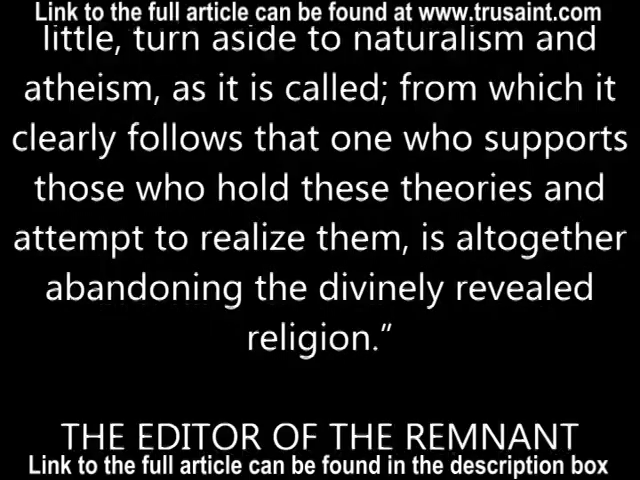 Link to the full article can be found at www.trusaint.com
little, turn aside to naturalism and
atheism, as it is called; from which it
clearly follows that one who supports
those who hold these theories and
attempt to realize them, is altogether
abandoning the divinely revealed
religion.”
THE EDITOR OF THE REMNANT
Link to the full article can be found in the description box